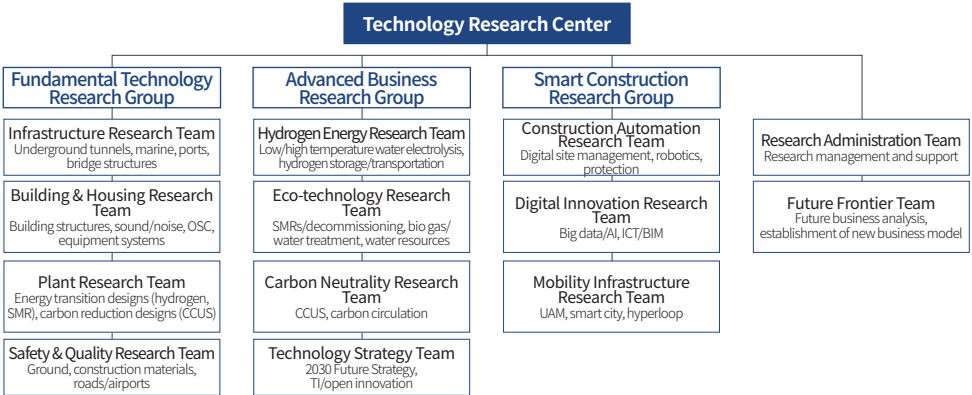 Technology Research Center
Fundamental Technology
Research Group
Infrastructure Research Team
Underground tunnels, marine, ports,
bridge structures
Building & Housing Research
Team
Building structures, sound/noise, OSC,
equipment systems
Plant Research Team
Energy transition designs (hydrogen,
SMR), carbon reduction designs (CCUS)
Safety & Quality Research Team
Ground, construction materials,
roads/airports
Advanced Business
Research Group
Hydrogen Energy Research Team
Low/high temperature water electrolysis,
hydrogen storage/transportation
Eco-technology Research
Team
SMRs/decommissioning, bio gas/
water treatment, water resources
Carbon Neutrality Research
Team
CCUS, carbon circulation
Technology Strategy Team
2030 Future Strategy,
TI/open innovation
Smart Construction
Research Group
Construction Automation
Research Team
Digital site management, robotics,
protection
Digital Innovation Research
Team
Big data/AI, ICT/BIM
Mobility Infrastructure
Research Team
UAM, smart city, hyperloop
Research Administration Team
Research management and support
Future Frontier Team
Future business analysis,
establishment of new business model